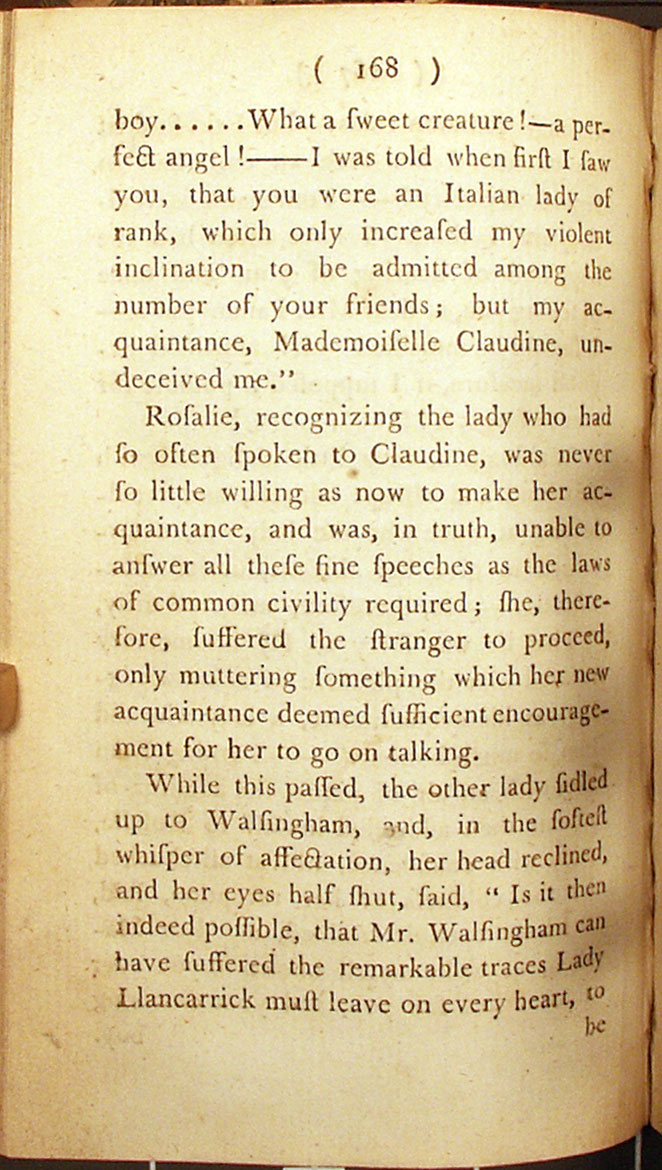 ( 168 )
boy......What a ſweet creature!—a per-
fect angel!——I was told when firſt I ſaw
you, that you were an Italian lady of
rank, which only increaſed my violent
inclination to be admitted among the
number of your friends; but my ac-
quaintance, Mademoiſelle Claudine, un-
deceived me."
Roſalie, recognizing the lady who had
ſo often ſpoken to Claudine, was never
ſo little willing as now to make her ac-
quaintance, and was, in truth, unable to
anſwer all theſe fine ſpeeches as the laws
of common civility required; ſhe, there-
fore, ſuffered the ſtranger to proceed,
only muttering ſomething which her new
acquaintance deemed ſufficient encourage-
ment for her to go on talking.
While this paſſed, the other lady ſidled
up to Walſingham, and, in the ſofteſt
whiſper of affectation, her head reclined,
and her eyes half ſhut, ſaid, " Is it then
indeed poſſible, that Mr. Walſingham can
have ſuffered the remarkable traces Lady
Llancarrick muſt leave on every heart, to
be